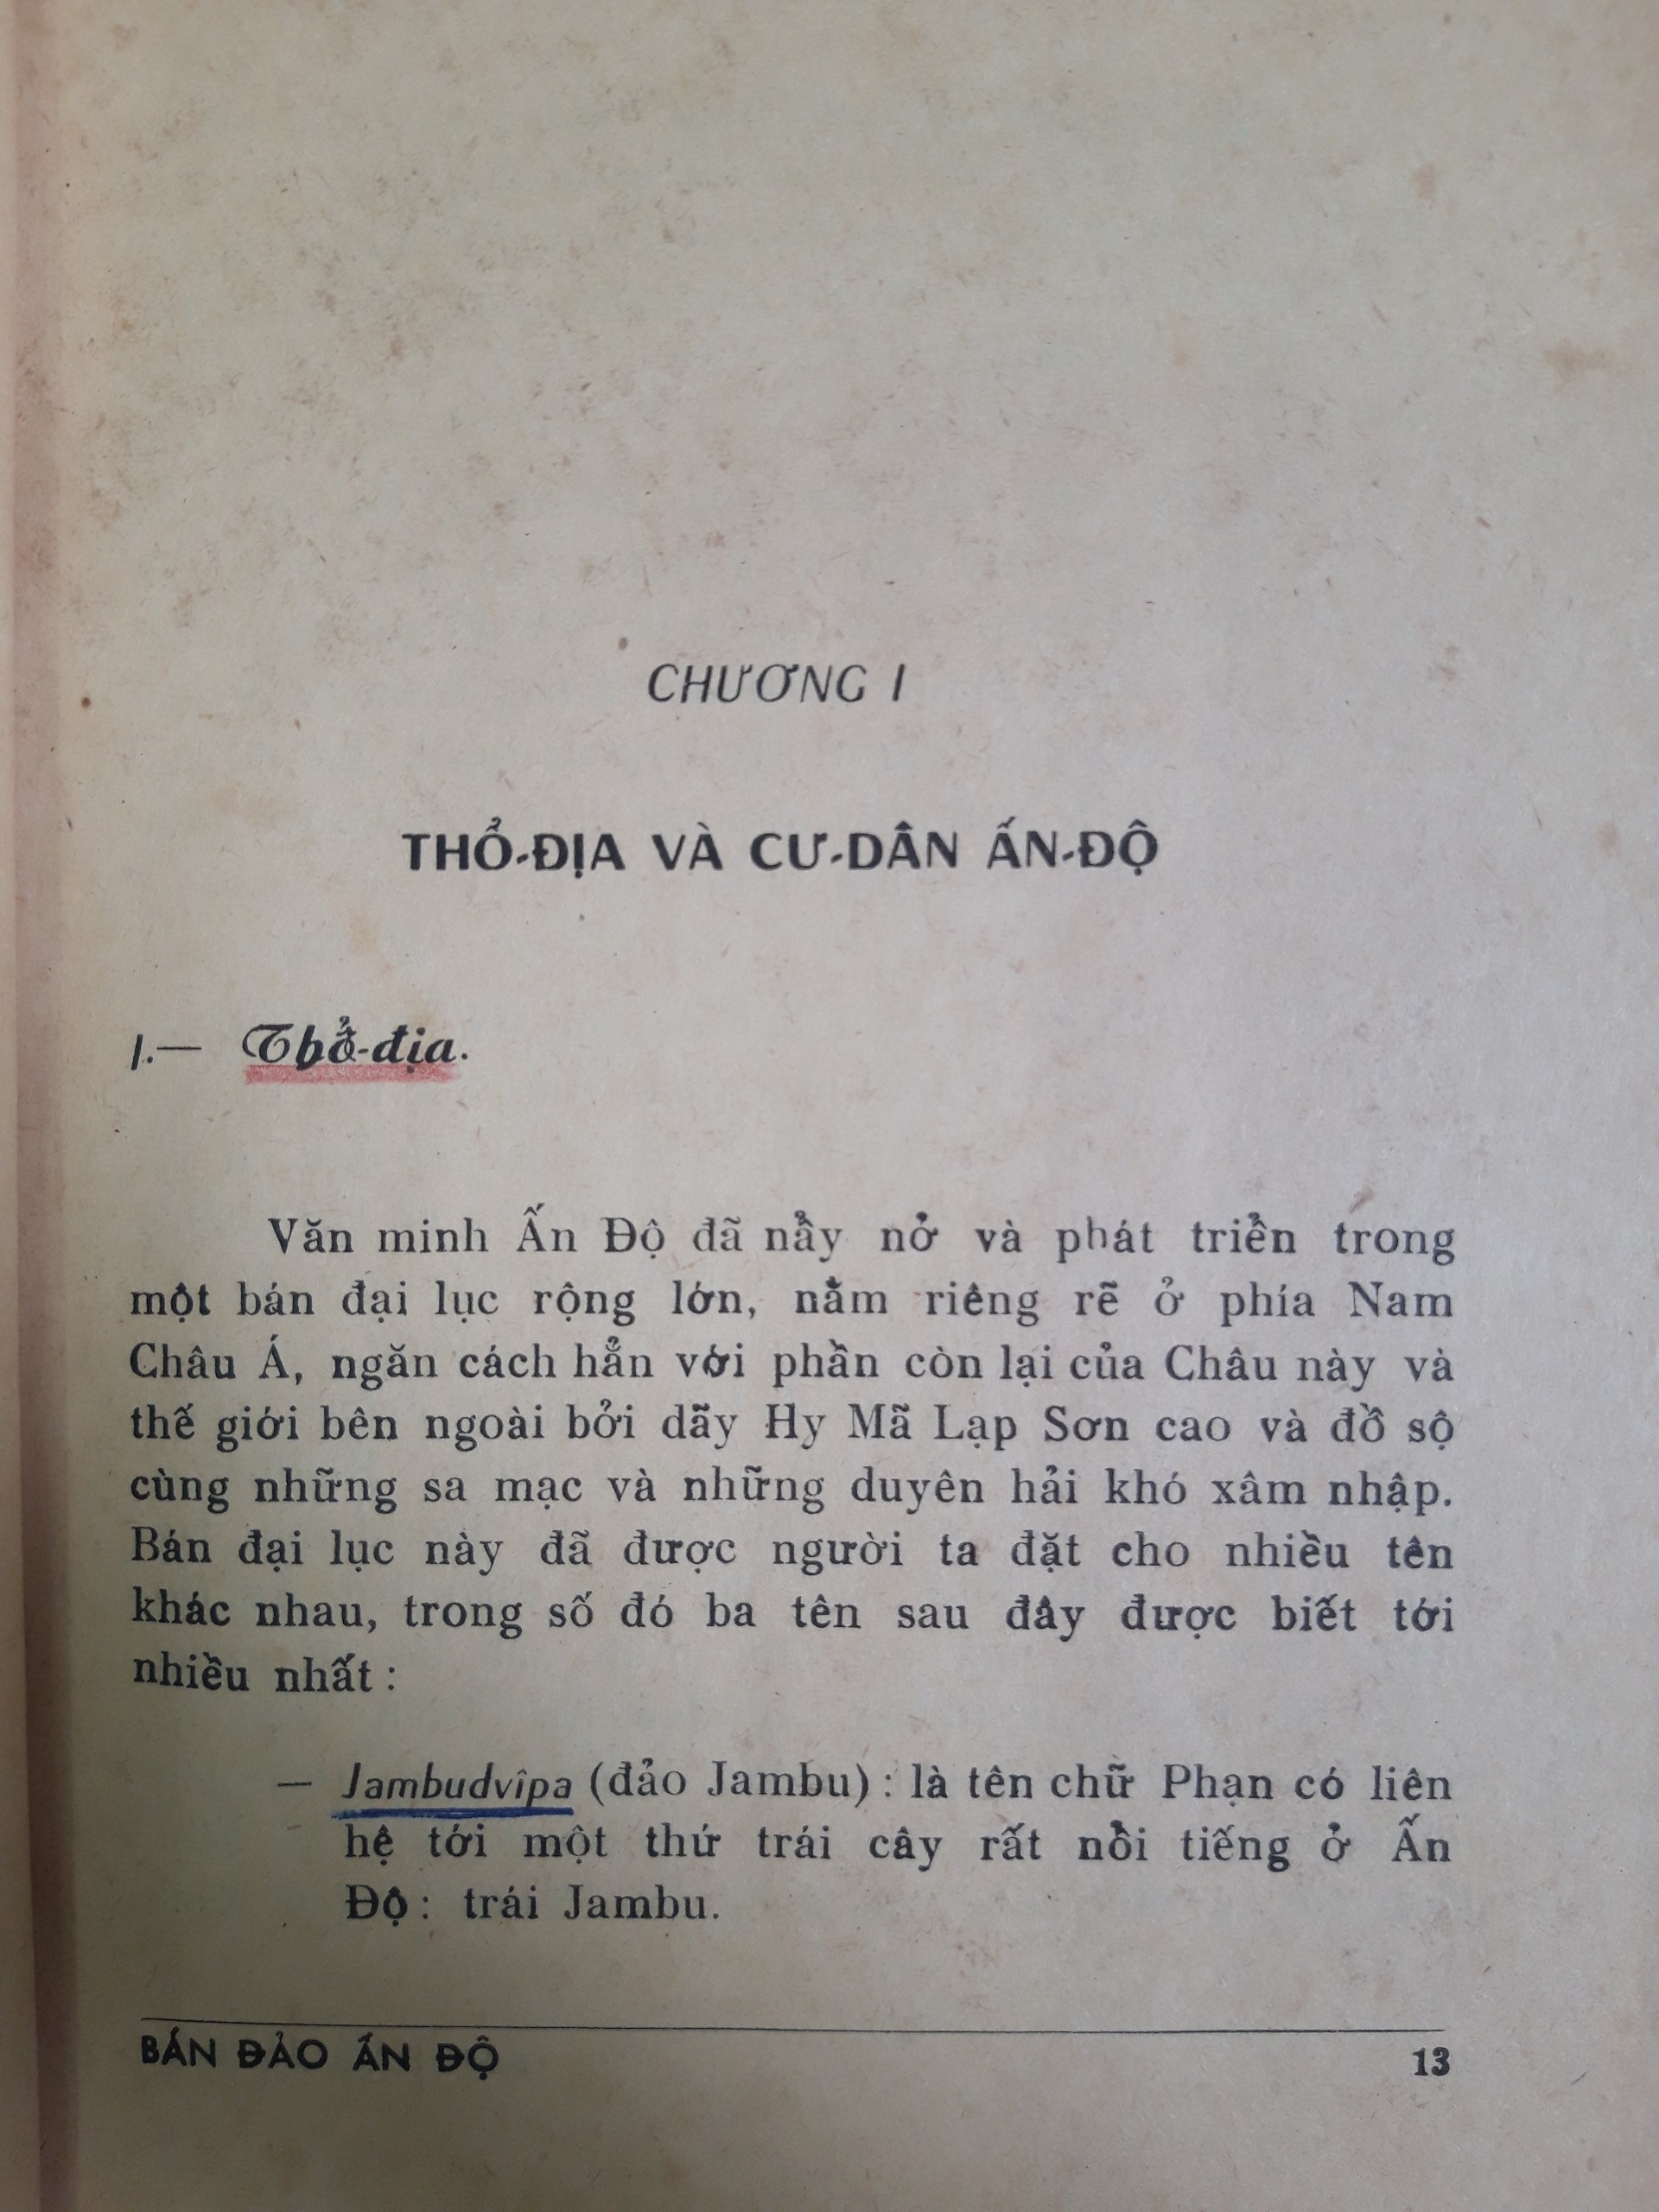 CHƯƠNG I
THỔ-ĐỊA VÀ CƯ-DÂN ẤN-ĐỘ
I.— Thổ-địa.
Văn minh Ấn Độ đã nẩy nở và phát triển trong
một bán đại lục rộng lớn, nằm riêng rẽ ở phía Nam
Châu Á, ngăn cách hẳn với phần còn lại của Châu này và
thế giới bên ngoài bởi dãy Hy Mã Lạp Sơn cao và đồ sộ
cùng những sa mạc và những duyên hải khó xâm nhập.
Bán đại lục này đã được người ta đặt cho nhiều tên
khác nhau, trong số đó ba tên sau đây được biết tới
nhiều nhất :
— Jambudvîpa (đảo Jambu) : là tên chữ Phạn có liên
hệ tới một thứ trái cây rất nổi tiếng ở Ấn
Độ : trái Jambu.
BÁN ĐẢO ẤN ĐỘ 13